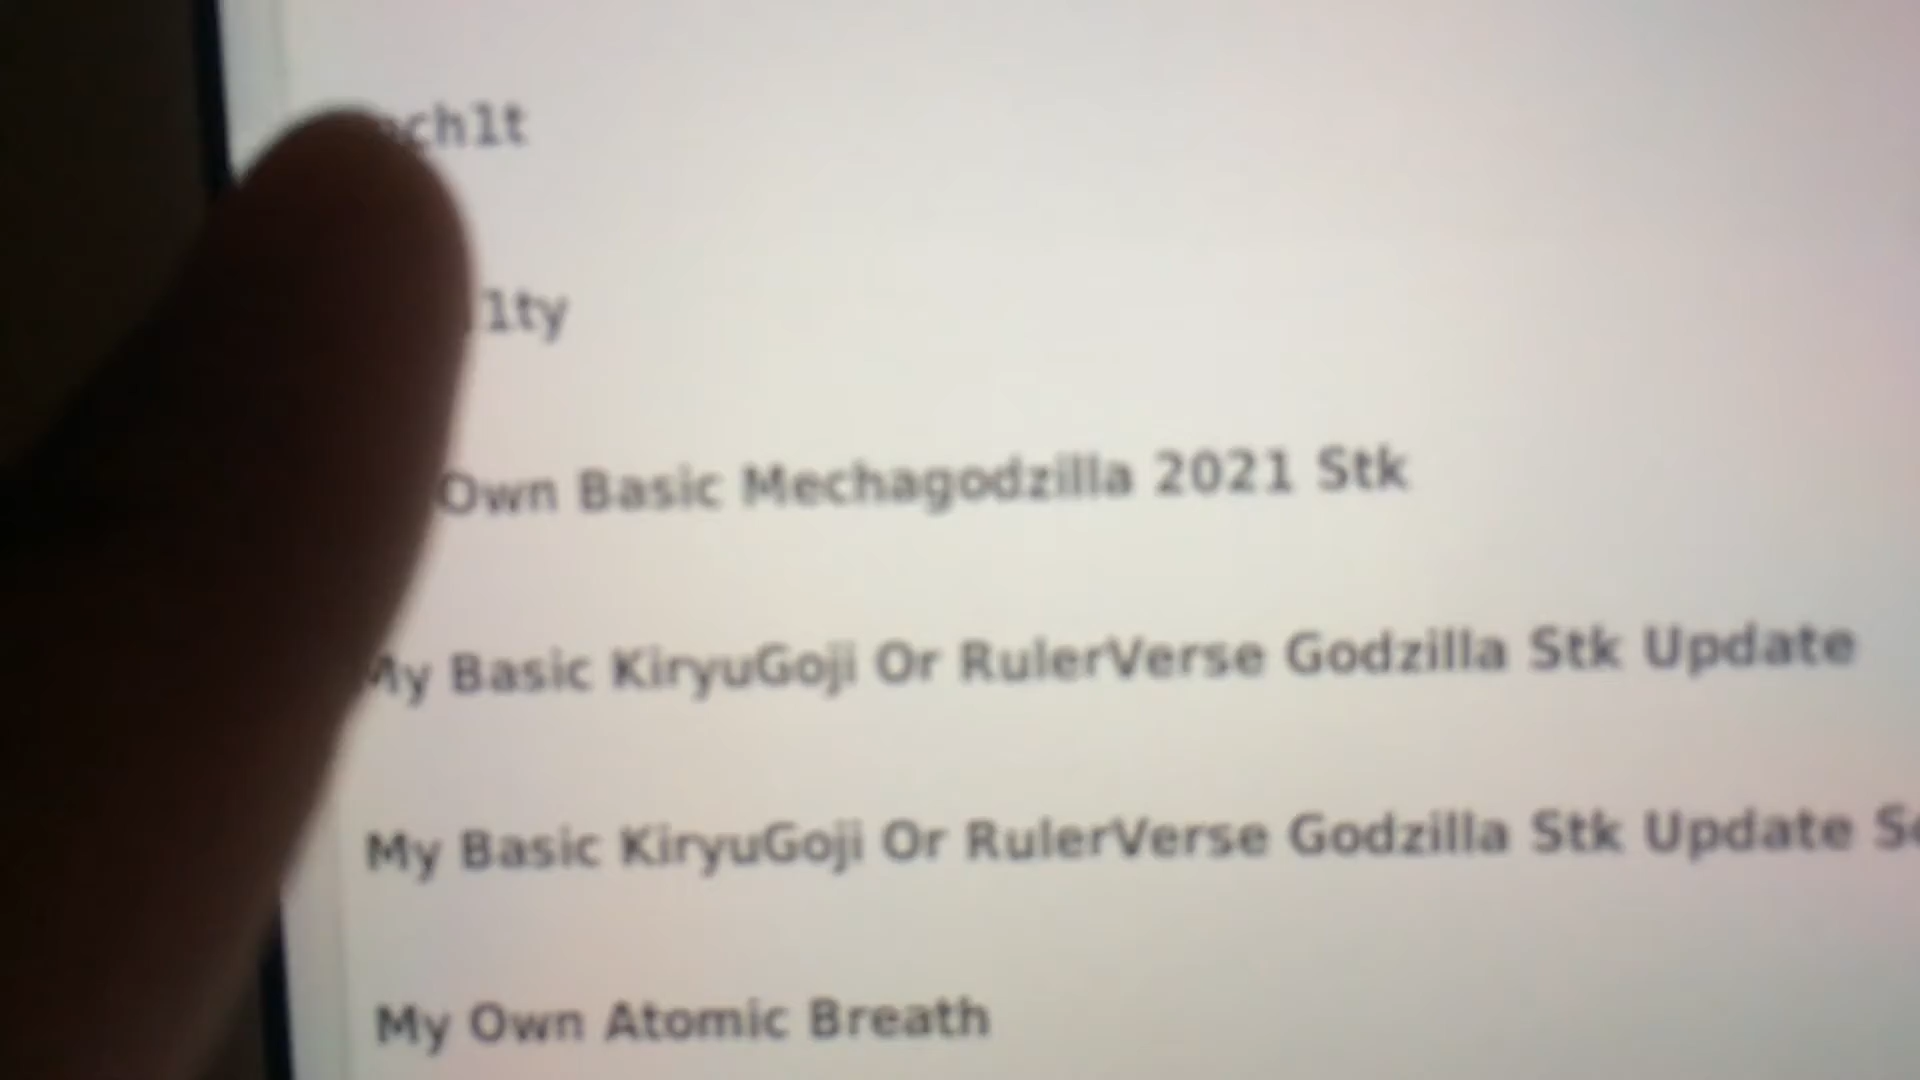 ch1t
1ty
Own Basic Mechagodzilla 2021 Stk
My Basic KiryuGoji Or RulerVerse Godzilla Stk Update
My Basic KiryuGoji Or RulerVerse Godzilla Stk Update
My Own Atomic Breath